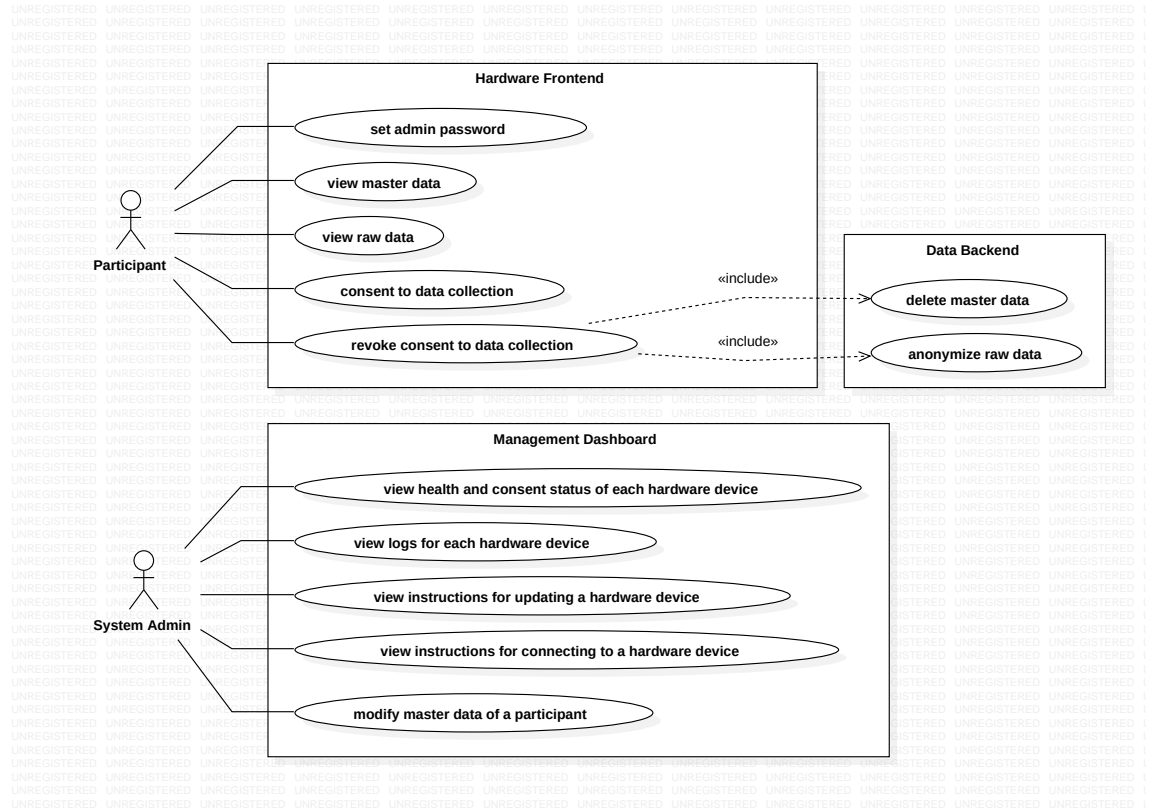 Hardware Frontend
set admin password
view master data
view raw data
Participant
consent to data collection
revoke consent to data collection
«include»
«include»
Data Backend
delete master data
anonymize raw data
Management Dashboard
view health and consent status of each hardware device
view logs for each hardware device
view instructions for updating a hardware device
System Admin
view instructions for connecting to a hardware device
modify master data of a participant
UNREGISTERED